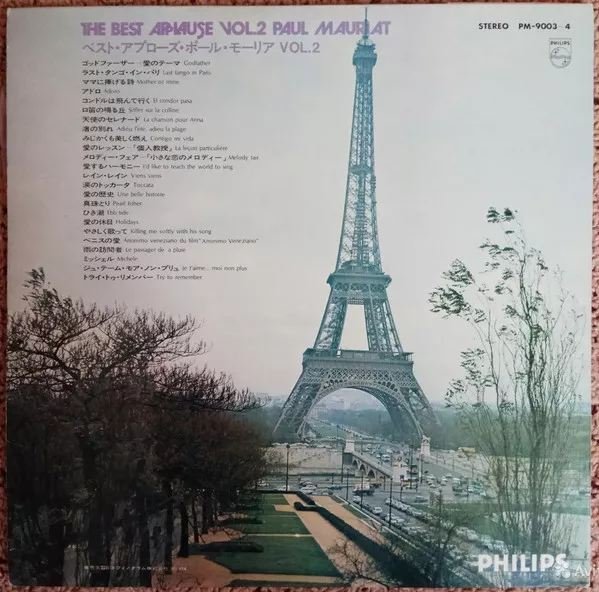 THE BEST APPLAUSE VOL.2 PAUL MAURIAT
ベスト・アプローズ・ポール・モーリア VOL.2
STEREO PM-9003~4
PHILIPS
ゴッドファーザー~愛のテーマ Godfather
ラスト・タンゴ・イン・パリ Last tango in Paris
ママに捧げる詩 Mother of mine
アドロ Adoro
コンドルは飛んで行く El condor pasa
口笛の鳴る丘 Sifflez sur la colline
天使のセレナード La chanson pour Anna
渚の別れ Adieu l'été, adieu la plage
みじかくも美しく燃え Contigo mi vida
愛のレッスン~「個人教授」 La leçon particulière
メロディー・フェア~「小さな恋のメロディー」 Melody fair
愛するハーモニー I'd like to teach the world to sing
レイン・レイン Viens viens
涙のトッカータ Toccata
愛の歴史 Une belle histoire
真珠とり Pearl fisher
ひき潮 Ebb tide
愛の休日 Holidays
やさしく歌って Killing me softly with his song
ベニスの愛 Anonimo veneziano du film "Anonimo Veneziano"
雨の訪問者 Le passager de la pluie
ミッシェル Michele
ジュ・テーム・モア・ノン・プリュ Je t'aime... moi non plus
トライ・トゥ・リメンバー Try to remember
PHILIPS